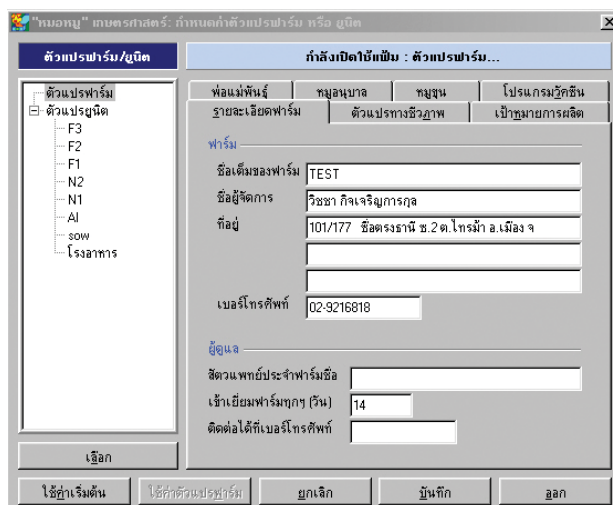 "หมอหมู" เกษตรศาสตร์: กำหนดค่าตัวแปรฟาร์ม หรือ ยูนิต
ตัวแปรฟาร์ม/ยูนิต
กำลังเปิดใช้แฟ้ม : ตัวแปรฟาร์ม...
ตัวแปรฟาร์ม
ตัวแปรยูนิต
F3
F2
F1
N2
N1
AI
sow
โรงอาหาร
พ่อแม่พันธุ์ หมูอนุบาล หมูขุน โปรแกรมวัคซีน
รายละเอียดฟาร์ม ตัวแปรทางชีวภาพ เป้าหมายการผลิต
ฟาร์ม
ชื่อเต็มของฟาร์ม TEST
ชื่อผู้จัดการ วิชชา กิจเจริญการกุล
ที่อยู่ 101/177 ชื่อตรงธานี ซ.2 ต.ไทรม้า อ.เมือง จ
เบอร์โทรศัพท์ 02-9216818
ผู้ดูแล
สัตวแพทย์ประจำฟาร์มชื่อ
เข้าเยี่ยมฟาร์มทุกๆ (วัน) 14
ติดต่อได้ที่เบอร์โทรศัพท์
เลือก
ใช้ค่าเริ่มต้น ใช้ค่าตัวแปรฟาร์ม ยกเลิก บันทึก ออก